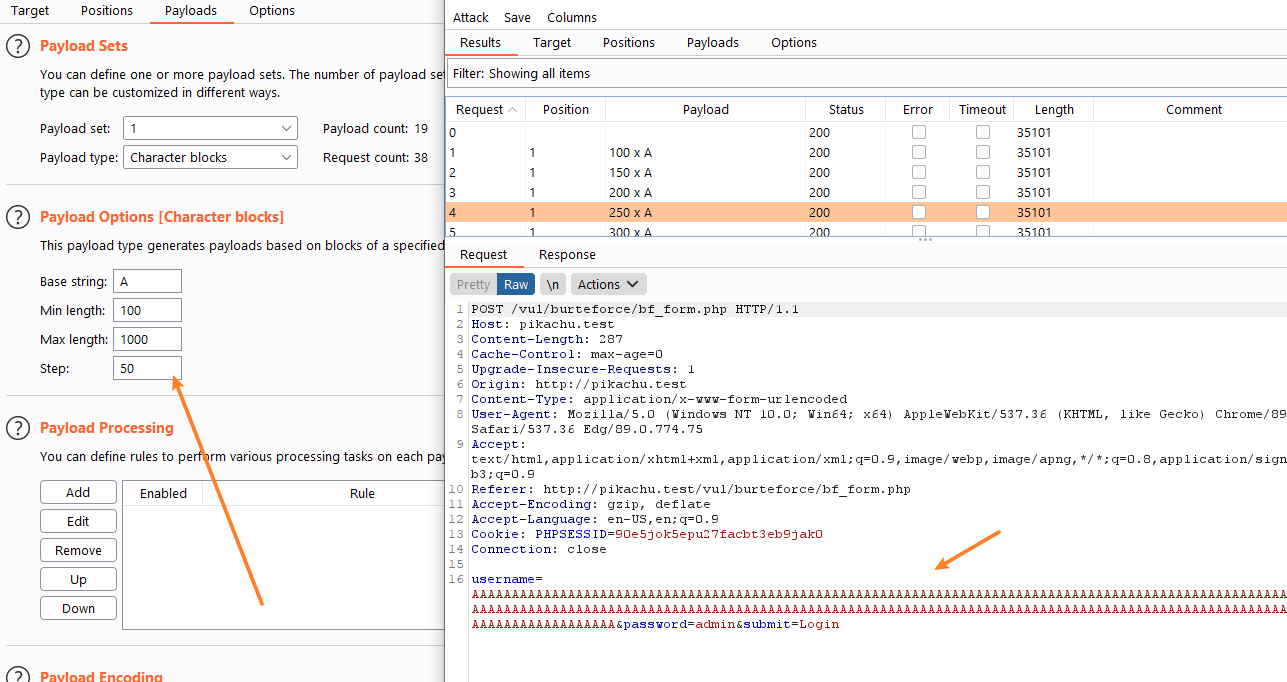 Target Positions Payloads Options
?
Payload Sets
You can define one or more payload sets. The number of payload se
type can be customized in different ways.
Payload set: 1 Payload count: 19
Payload type: Character blocks Request count: 38
?
Payload Options [Character blocks]
This payload type generates payloads based on blocks of a specified
Base string: A
Min length: 100
Max length: 1000
Step: 50
?
Payload Processing
You can define rules to perform various processing tasks on each pay
Add Enabled Rule
Edit
Remove
Up
Down
?
Payload Encoding
Attack Save Columns
Results Target Positions Payloads Options
Filter: Showing all items
Request Position Payload Status Error Timeout Length Comment
0 200 35101
1 1 100 x A 200 35101
2 1 150 x A 200 35101
3 1 200 x A 200 35101
4 1 250 x A 200 35101
5 1 300 x A 200 35101
Request Response
Pretty Raw \n Actions
1 POST /vul/burteforce/bf_form.php HTTP/1.1
2 Host: pikachu.test
3 Content-Length: 287
4 Cache-Control: max-age=0
5 Upgrade-Insecure-Requests: 1
6 Origin: http://pikachu.test
7 Content-Type: application/x-www-form-urlencoded
8 User-Agent: Mozilla/5.0 (Windows NT 10.0; Win64; x64) AppleWebKit/537.36 (KHTML, like Gecko) Chrome/89
Safari/537.36 Edg/89.0.774.75
9 Accept:
text/html,application/xhtml+xml,application/xml;q=0.9,image/webp,image/apng,*/*;q=0.8,application/sign
b3;q=0.9
10 Referer: http://pikachu.test/vul/burteforce/bf_form.php
11 Accept-Encoding: gzip, deflate
12 Accept-Language: en-US,en;q=0.9
13 Cookie: PHPSESSID=90e5jok5epu27facbt3eb9jak0
14 Connection: close
15
16 username=
AAAAAAAAAAAAAAAAAAAAAAAAAAAAAAAAAAAAAAAAAAAAAAAAAAAAAAAAAAAAAAAAAAAAAAAAAAAAAAAAAAAAAAAAAAAAAAAAAAAAAA
AAAAAAAAAAAAAAAAAAAAAAAAAAAAAAAAAAAAAAAAAAAAAAAAAAAAAAAAAAAAAAAAAAAAAAAAAAAAAAAAAAAAAAAAAAAAAAAAAAAAAA
AAAAAAAAAAAAAAAAAA&password=admin&submit=Login